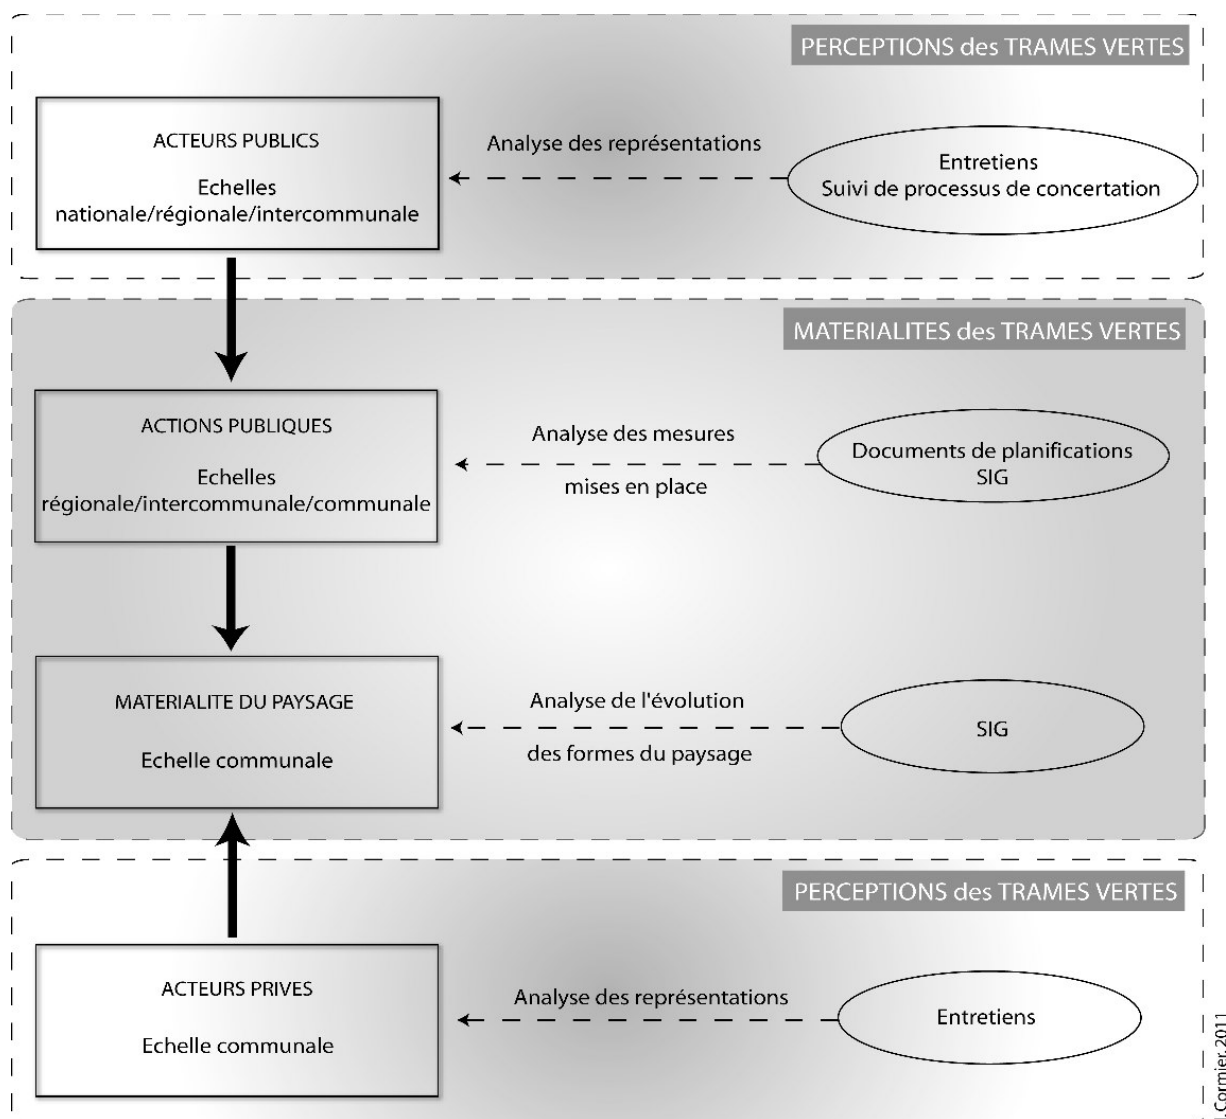 PERCEPTIONS des TRAMES VERTES
ACTEURS PUBLICS
Echelles
nationale/régionale/intercommunale
Analyse des représentations
Entretiens
Suivi de processus de concertation
MATERIALITES des TRAMES VERTES
ACTIONS PUBLIQUES
Echelles
régionale/intercommunale/communale
Analyse des mesures
mises en place
Documents de planifications
SIG
MATERIALITE DU PAYSAGE
Echelle communale
Analyse de l'évolution
des formes du paysage
SIG
PERCEPTIONS des TRAMES VERTES
ACTEURS PRIVES
Echelle communale
Analyse des représentations
Entretiens
. Cormier, 2011